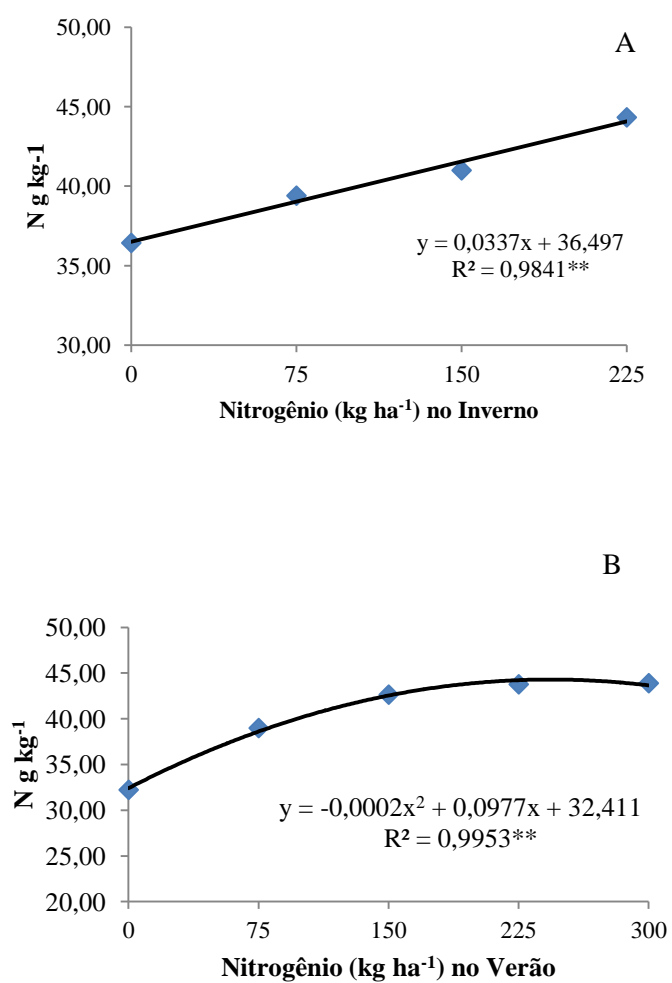 A
50,00
45,00
40,00
35,00
30,00
N g kg-1
y = 0,0337x + 36,497
R² = 0,9841**
0 75 150 225
Nitrogênio (kg ha⁻¹) no Inverno
B
50,00
45,00
40,00
35,00
30,00
25,00
20,00
N g kg⁻¹
y = -0,0002x² + 0,0977x + 32,411
R² = 0,9953**
0 75 150 225 300
Nitrogênio (kg ha⁻¹) no Verão